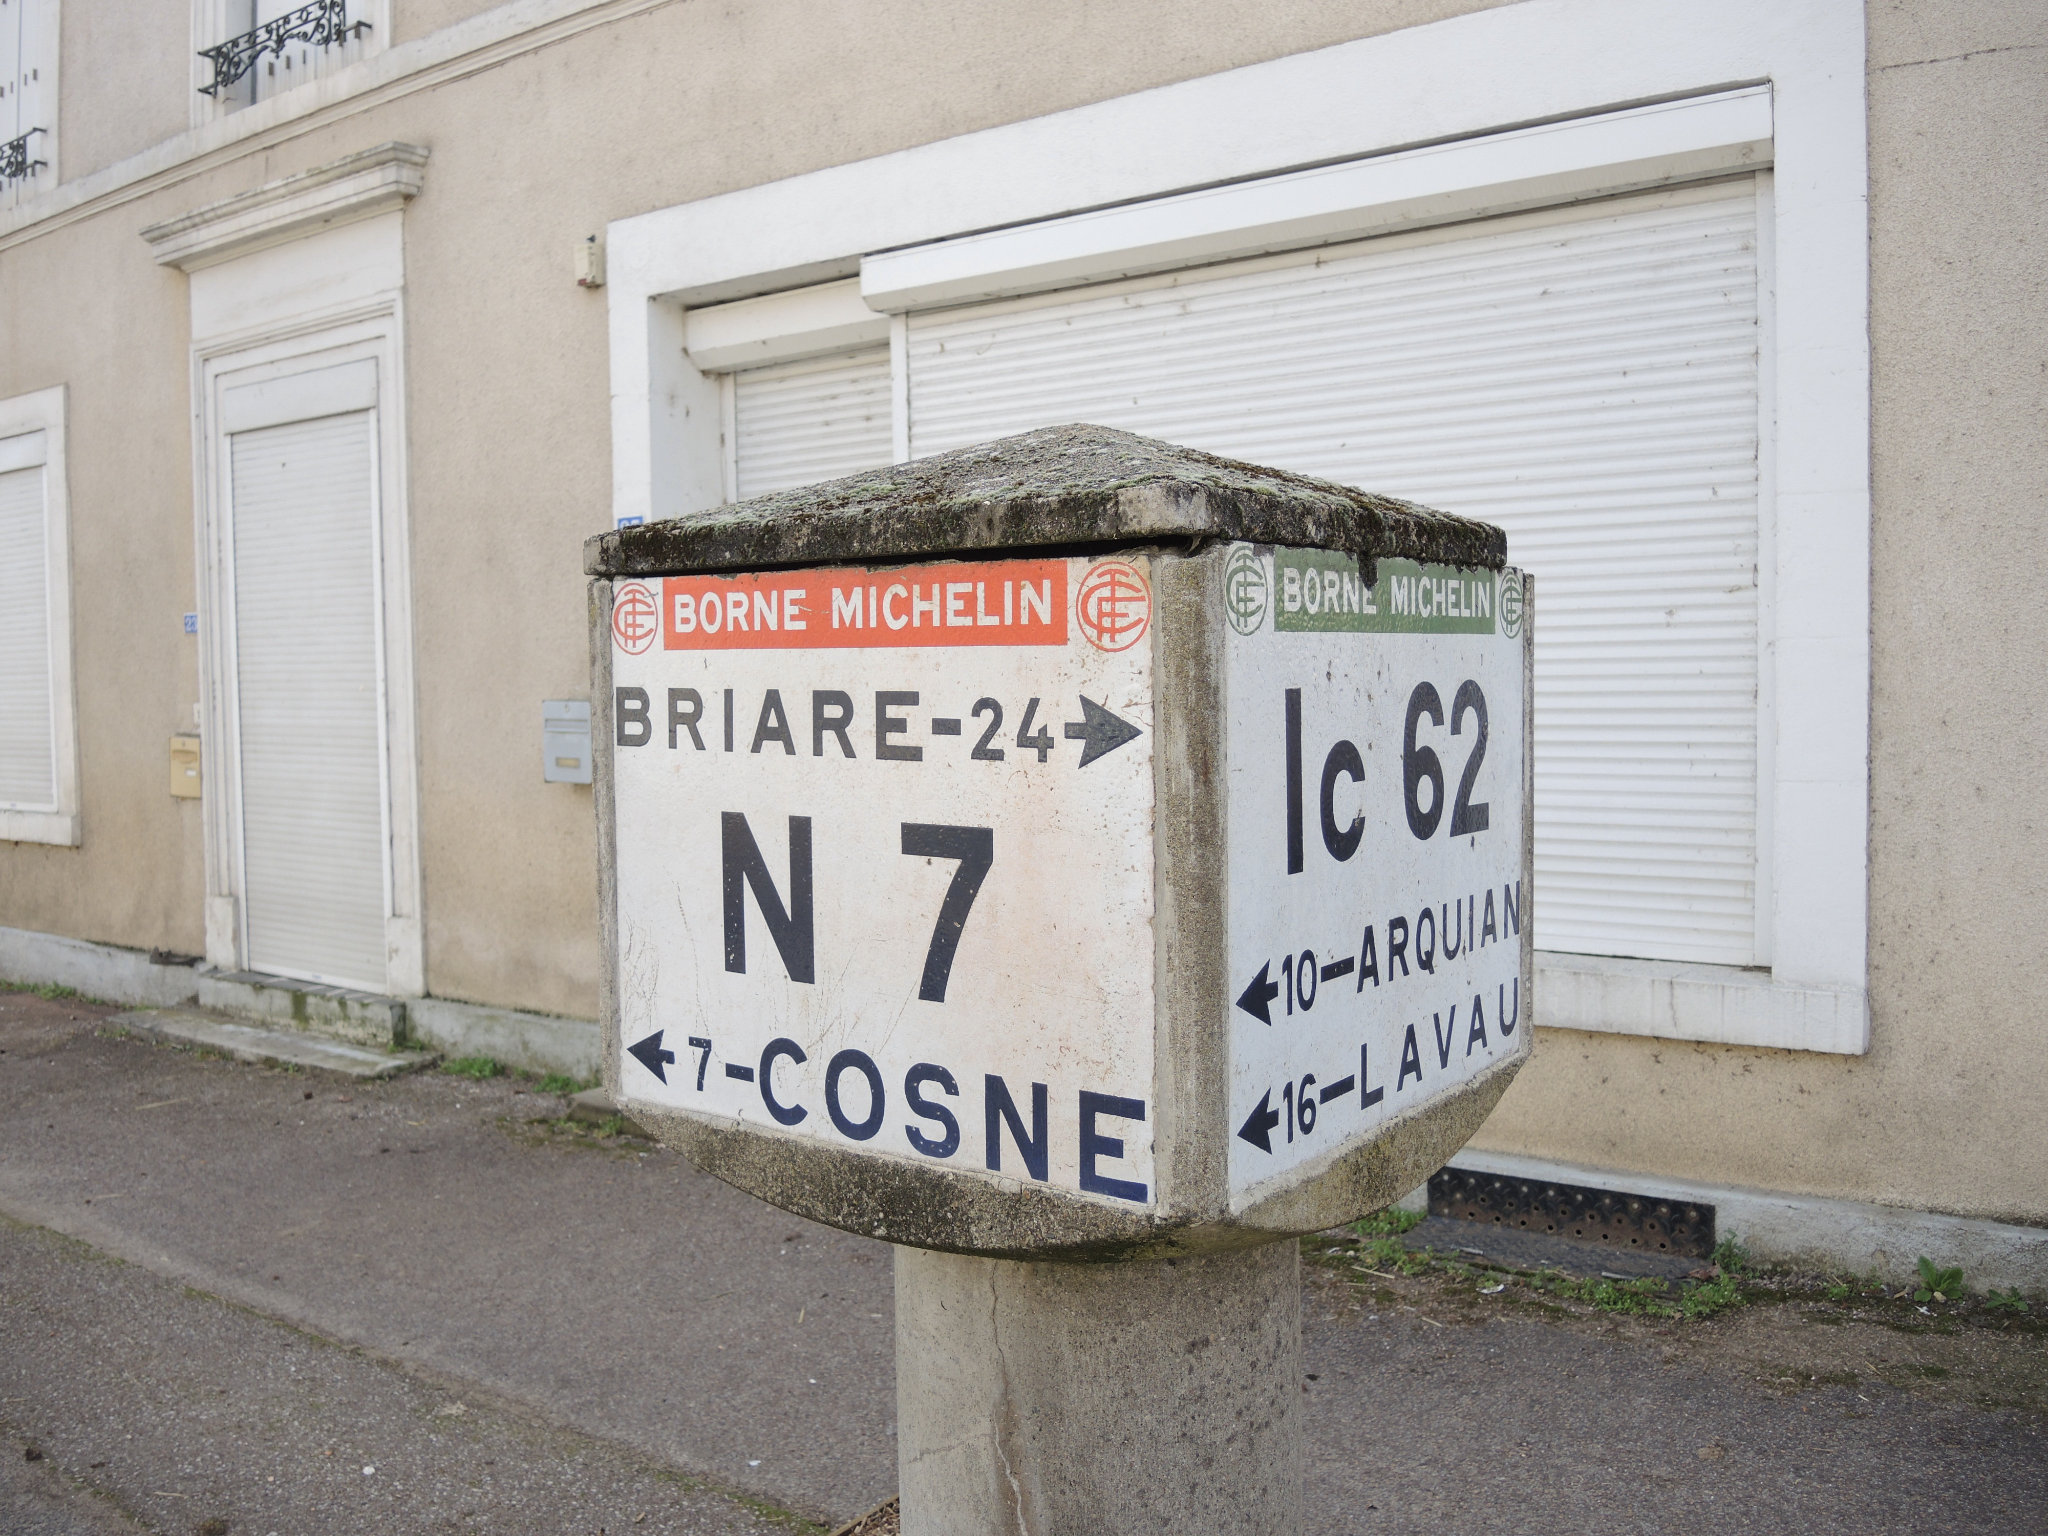 BORNE MICHELIN
BRIARE-24
N 7
7-COSNE
BORNE MICHELIN
Ic 62
10-ARQUIAN
16-LAVAU